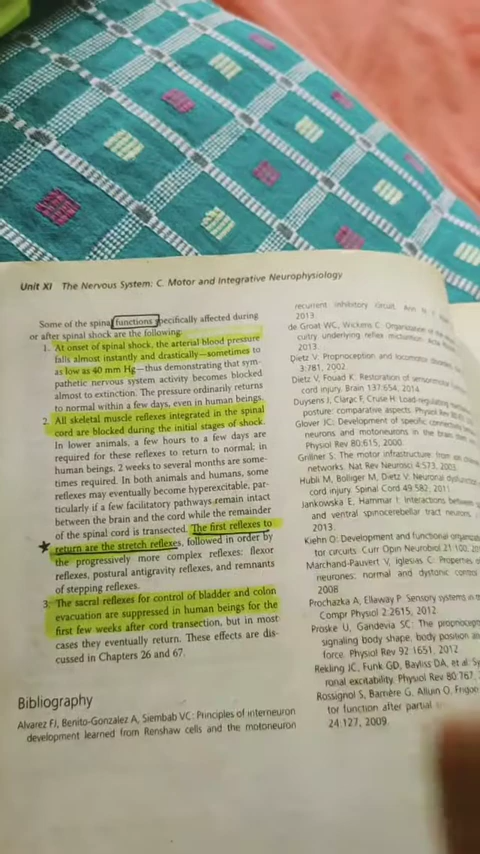 Unit XI The Nervous System: C. Motor and Integrative Neurophysiology
Some of the spinal functions specifically affected during
or after spinal shock are the following:
1. At onset of spinal shock, the arterial blood pressure
falls almost instantly and drastically—sometimes to
as low as 40 mm Hg—thus demonstrating that sym-
pathetic nervous system activity becomes blocked
almost to extinction. The pressure ordinarily returns
to normal within a few days, even in human beings.
2. All skeletal muscle reflexes integrated in the spinal
cord are blocked during the initial stages of shock.
In lower animals, a few hours to a few days are
required for these reflexes to return to normal; in
human beings, 2 weeks to several months are some-
times required. In both animals and humans, some
reflexes may eventually become hyperexcitable, par-
ticularly if a few facilitatory pathways remain intact
between the brain and the cord while the remainder
of the spinal cord is transected. The first reflexes to
return are the stretch reflexes, followed in order by
the progressively more complex reflexes: flexor
reflexes, postural antigravity reflexes, and remnants
of stepping reflexes.
3. The sacral reflexes for control of bladder and colon
evacuation are suppressed in human beings for the
first few weeks after cord transection, but in most
cases they eventually return. These effects are dis-
cussed in Chapters 26 and 67.
Bibliography
Alvarez FJ, Benito-Gonzalez A, Siembab VC: Principles of interneuron
development learned from Renshaw cells and the motoneuron
recurrent inhibitory circuit. Ann N Y
2013.
de Groat WC, Wickens C: Organization of the
cuitry underlying reflex micturition. Acta
2013.
Dietz V: Proprioception and locomotor
3:781, 2002.
Dietz V, Fouad K: Restoration of sensorimotor
cord injury. Brain 137:654, 2014.
Duysens J, Clarac F, Cruse H: Load-regulating
posture: comparative aspects. Physiol Rev
Glover JC: Development of specific
neurons and motoneurons in the brain
Physiol 80:615, 2000.
Grillner S: The motor infrastructure: from
networks. Nat Rev Neurosci 4:573, 2003.
Hubli M, Bolliger M, Dietz V: Neuronal
cord injury. Spinal Cord 49:582, 2011.
Jankowska E, Hammar I: Interactions between
and ventral spinocerebellar tract neurons.
2013.
Kiehn O: Development and functional
tor circuits. Curr Opin Neurobiol 21:100,
Marchand-Pauvert V, Iglesias C: Properties of
neurones: normal and dystonic control.
2008.
Prochazka A, Ellaway P: Sensory systems in
Compr Physiol 2:2615, 2012.
Proske U, Gandevia SC: The proprioceptive
signaling body shape, body position
force. Physiol Rev 92:1651, 2012.
Rekling JC, Funk GD, Bayliss DA, et al:
ronal excitability. Physiol Rev 80:767,
Rossignol S, Barrière G, Alluin O, Frigon
for function after partial
24:127, 2009.